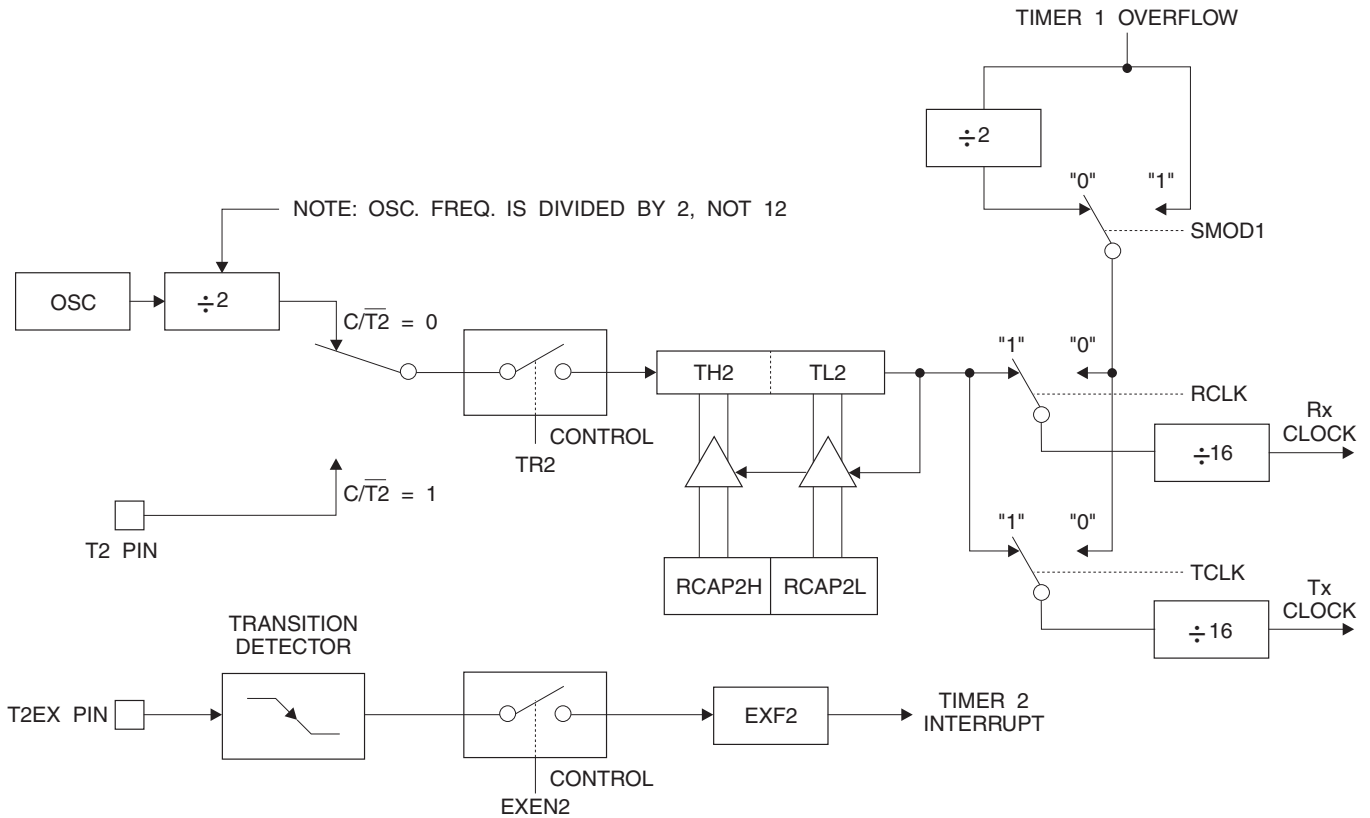 TIMER 1 OVERFLOW
÷2
"0" "1"
SMOD1
NOTE: OSC. FREQ. IS DIVIDED BY 2, NOT 12
OSC
÷2
C/T̅2̅ = 0
TH2 TL2
"1" "0"
RCLK
Rx
CLOCK
÷16
CONTROL
TR2
C/T̅2̅ = 1
T2 PIN
RCAP2H RCAP2L
"1" "0"
TCLK
Tx
CLOCK
÷16
TRANSITION
DETECTOR
T2EX PIN
EXF2
TIMER 2
INTERRUPT
CONTROL
EXEN2